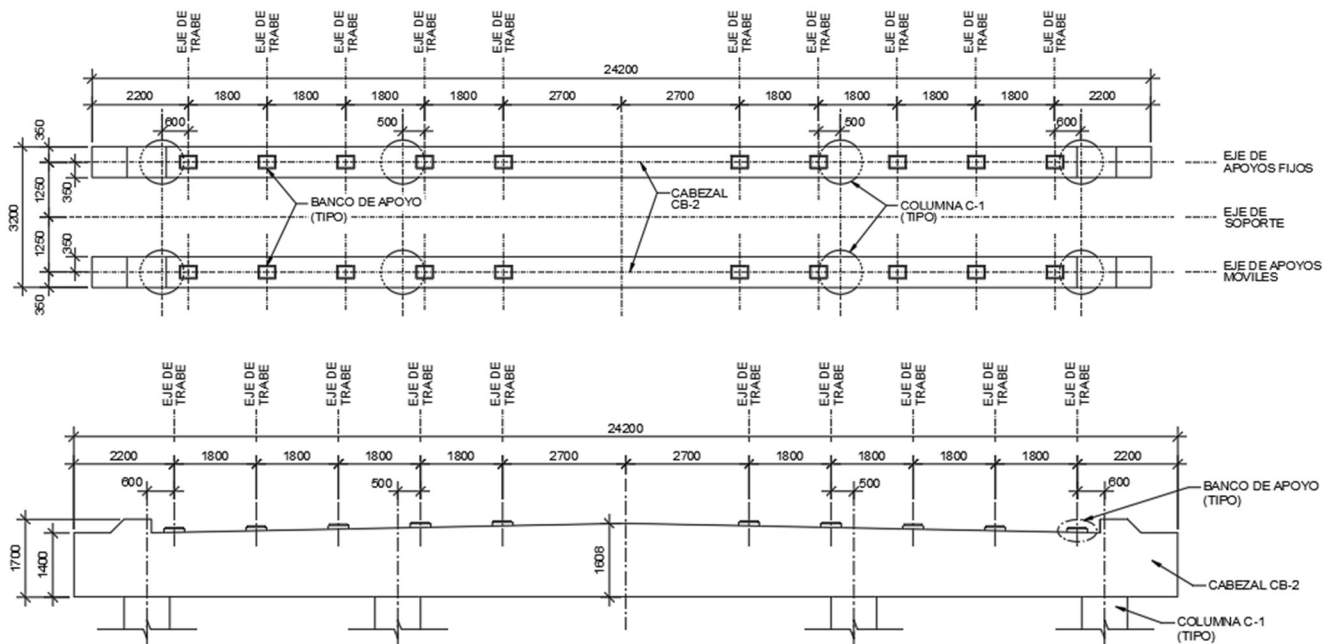 EJE DE
TRABE
EJE DE
TRABE
EJE DE
TRABE
EJE DE
TRABE
EJE DE
TRABE
EJE DE
TRABE
EJE DE
TRABE
EJE DE
TRABE
EJE DE
TRABE
EJE DE
TRABE
24200
2200 1800 1800 1800 1800 2700 2700 1800 1800 1800 1800 2200
600 500 500 600
350
3200
1250
350
1250
350
350
BANCO DE APOYO
(TIPO)
CABEZAL
CB-2
COLUMNA C-1
(TIPO)
EJE DE
APOYOS FIJOS
EJE DE
SOPORTE
EJE DE APOYOS
MOVILES
EJE DE
TRABE
EJE DE
TRABE
EJE DE
TRABE
EJE DE
TRABE
EJE DE
TRABE
EJE DE
TRABE
EJE DE
TRABE
EJE DE
TRABE
EJE DE
TRABE
EJE DE
TRABE
24200
2200 1800 1800 1800 1800 2700 2700 1800 1800 1800 1800 2200
600 500 500 600
BANCO DE APOYO
(TIPO)
1700
1400
1608
CABEZAL CB-2
COLUMNA C-1
(TIPO)